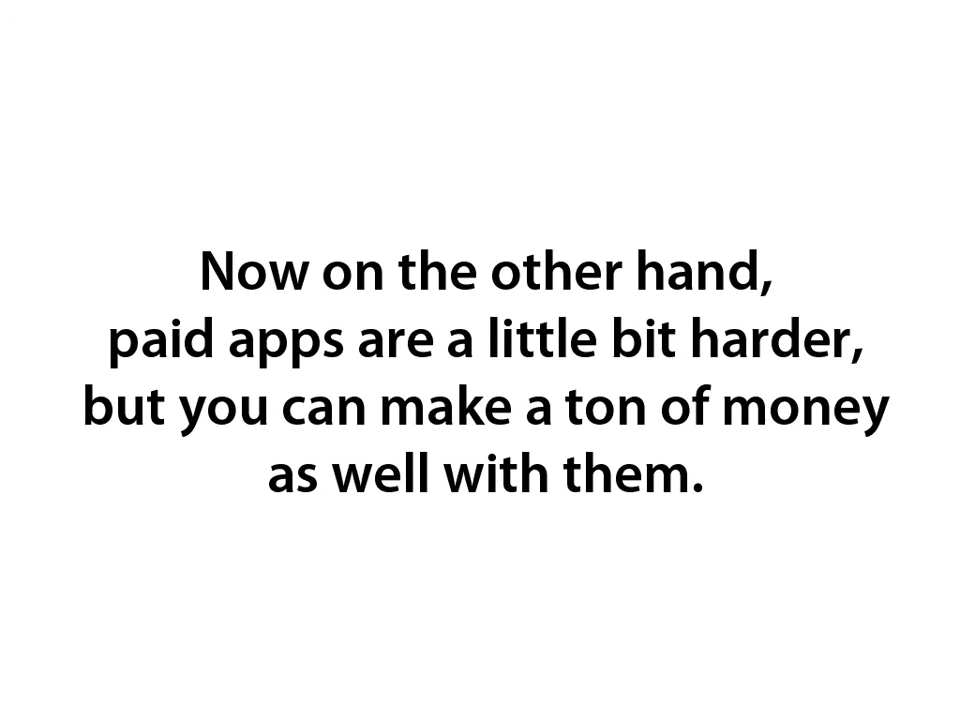 Now on the other hand,
paid apps are a little bit harder,
but you can make a ton of money
as well with them.